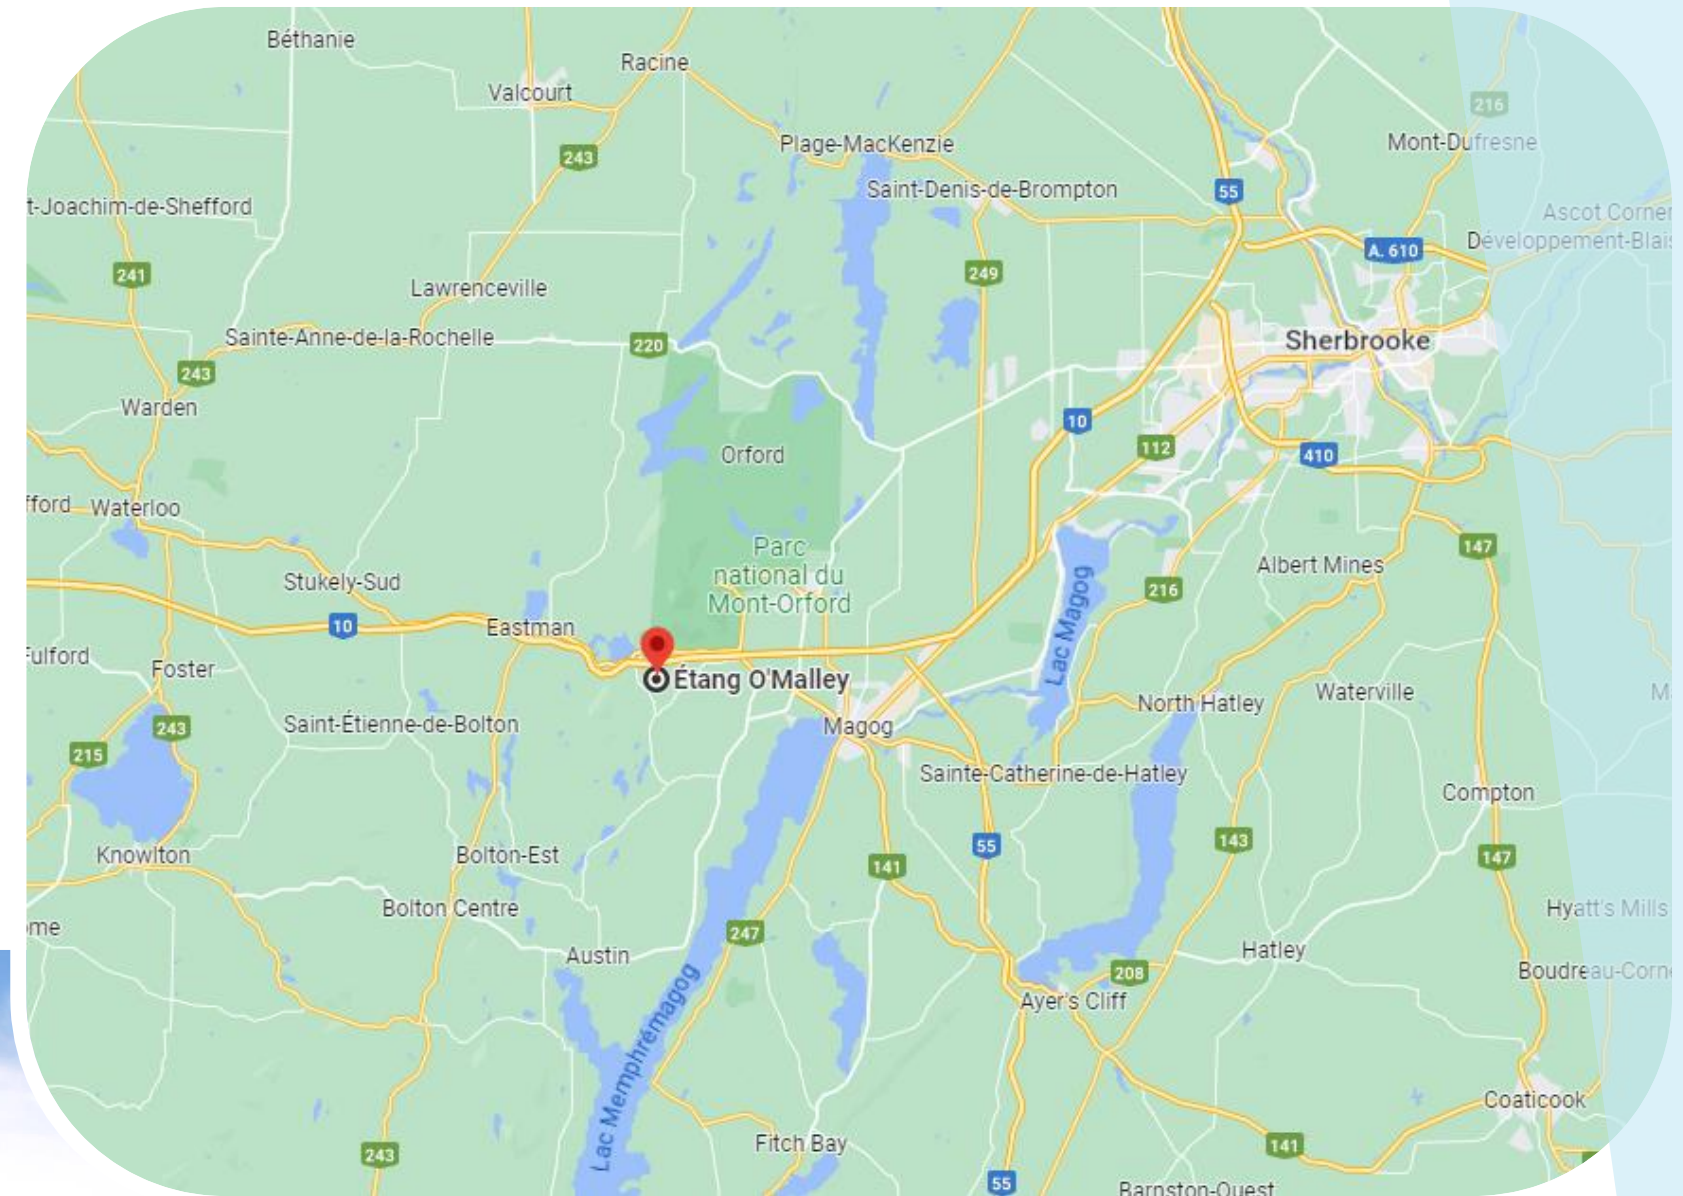 Béthanie
Racine
Valcourt
216
Mont-Dufresne
Plage-MacKenzie
243
Saint-Denis-de-Brompton
55
t-Joachim-de-Shefford
Ascot Corner
Développement-Blais
A. 610
241
249
Lawrenceville
Sainte-Anne-de-la-Rochelle
220
Sherbrooke
243
Warden
10
112
410
Orford
fford
Waterloo
Parc
national du
Mont-Orford
147
Albert Mines
Stukely-Sud
216
10
Eastman
Lac Magog
Fulford
Foster
Étang O'Malley
North Hatley
Waterville
M
243
Saint-Étienne-de-Bolton
Magog
215
Sainte-Catherine-de-Hatley
Compton
143
55
Knowlton
Bolton-Est
141
147
Bolton Centre
Hyatt's Mills
ome
247
Austin
Hatley
Boudreau-Corne
208
Ayer's Cliff
Lac Memphrémagog
Coaticook
Fitch Bay
141
243
55
Barnston-Ouest